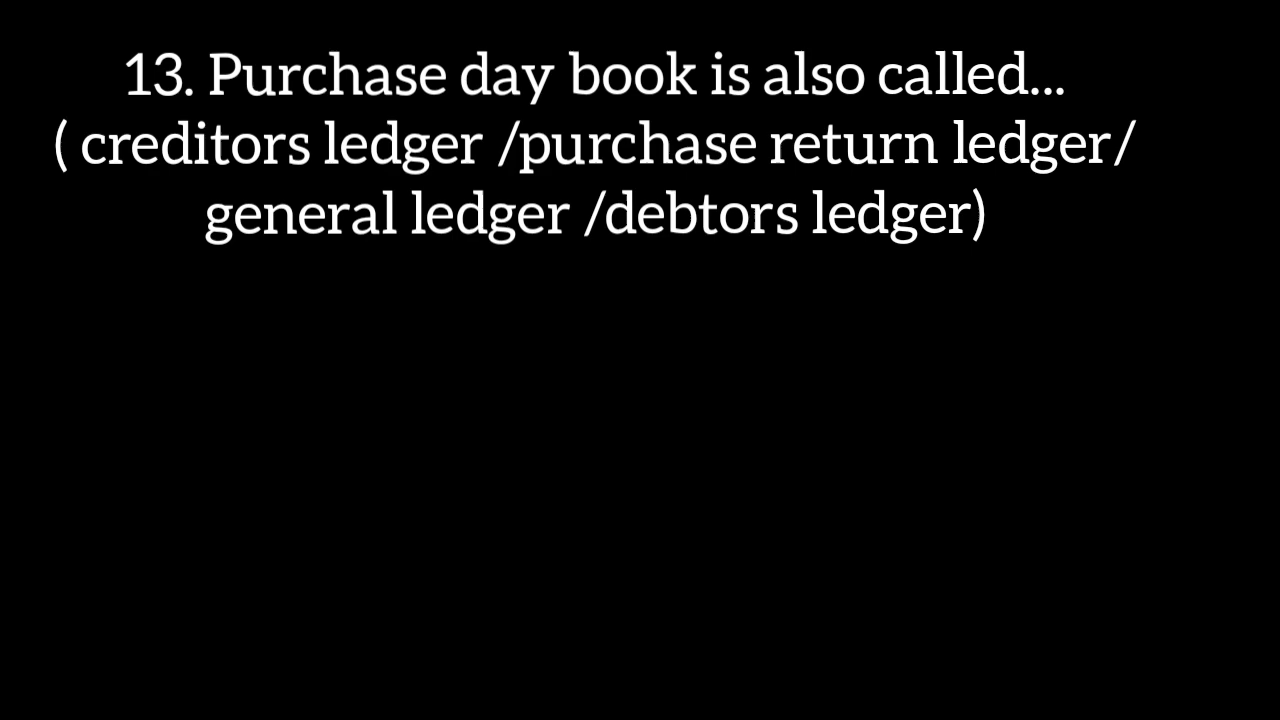 13. Purchase day book is also called...
( creditors ledger /purchase return ledger/
general ledger /debtors ledger)